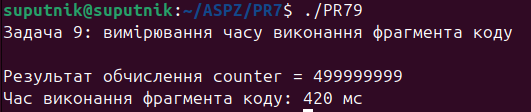 suputnik@suputnik:~/ASPZ/PR7$ ./PR79
Задача 9: вимірювання часу виконання фрагмента коду
Результат обчислення counter = 499999999
Час виконання фрагмента коду: 420 мс